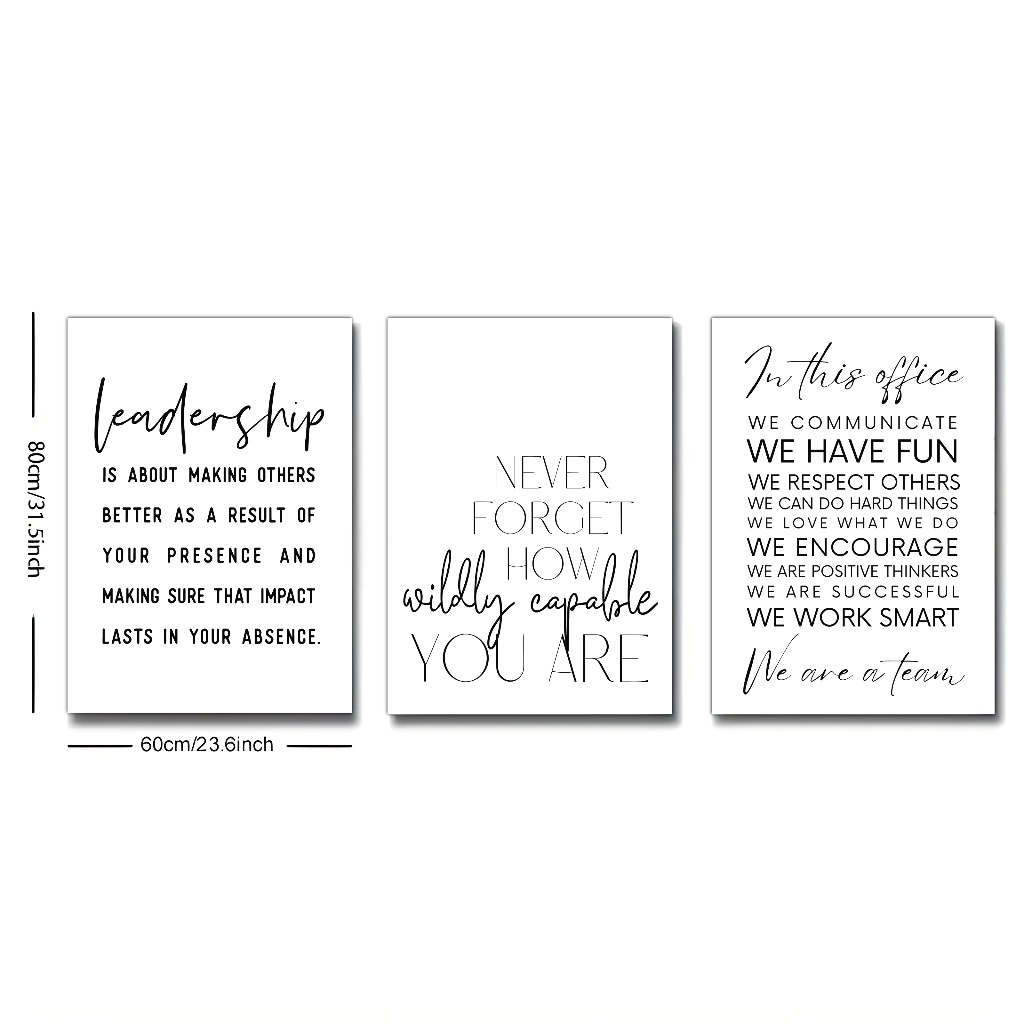 80cm/31.5inch
60cm/23.6inch
leadership
IS ABOUT MAKING OTHERS
BETTER AS A RESULT OF
YOUR PRESENCE AND
MAKING SURE THAT IMPACT
LASTS IN YOUR ABSENCE.
NEVER
FORGET
HOW
wildly capable
YOU ARE
In this office
WE COMMUNICATE
WE HAVE FUN
WE RESPECT OTHERS
WE CAN DO HARD THINGS
WE LOVE WHAT WE DO
WE ENCOURAGE
WE ARE POSITIVE THINKERS
WE ARE SUCCESSFUL
WE WORK SMART
We are a team